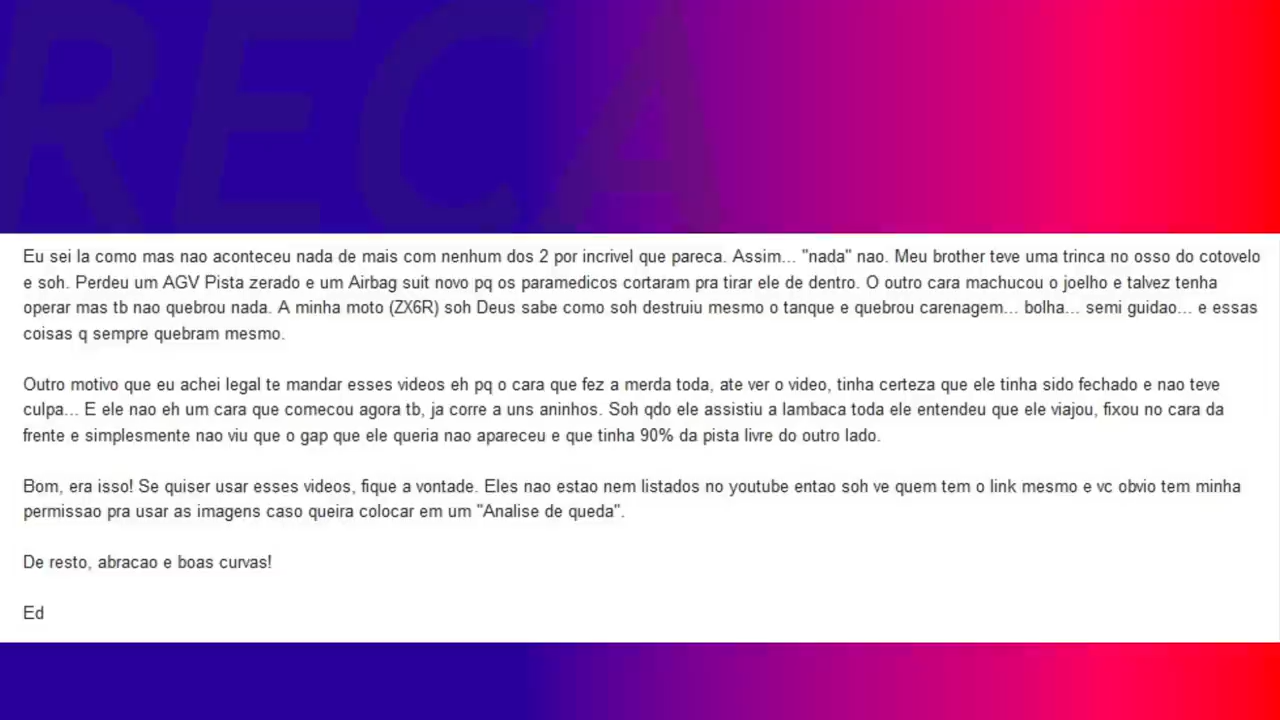 RECA
Eu sei la como mas nao aconteceu nada de mais com nenhum dos 2 por incrivel que pareca. Assim... "nada" nao. Meu brother teve uma trinca no osso do cotovelo
e soh. Perdeu um AGV Pista zerado e um Airbag suit novo pq os paramedicos cortaram pra tirar ele de dentro. O outro cara machucou o joelho e talvez tenha
operar mas tb nao quebrou nada. A minha moto (ZX6R) soh Deus sabe como soh destruiu mesmo o tanque e quebrou carenagem... bolha... semi guidao... e essas
coisas q sempre quebram mesmo.
Outro motivo que eu achei legal te mandar esses videos eh pq o cara que fez a merda toda, ate ver o video, tinha certeza que ele tinha sido fechado e nao teve
culpa... E ele nao eh um cara que comecou agora tb, ja corre a uns aninhos. Soh qdo ele assistiu a lambaca toda ele entendeu que ele viajou, fixou no cara da
frente e simplesmente nao viu que o gap que ele queria nao apareceu e que tinha 90% da pista livre do outro lado.
Bom, era isso! Se quiser usar esses videos, fique a vontade. Eles nao estao nem listados no youtube entao soh ve quem tem o link mesmo e vc obvio tem minha
permissao pra usar as imagens caso queira colocar em um "Analise de queda".
De resto, abracao e boas curvas!
Ed